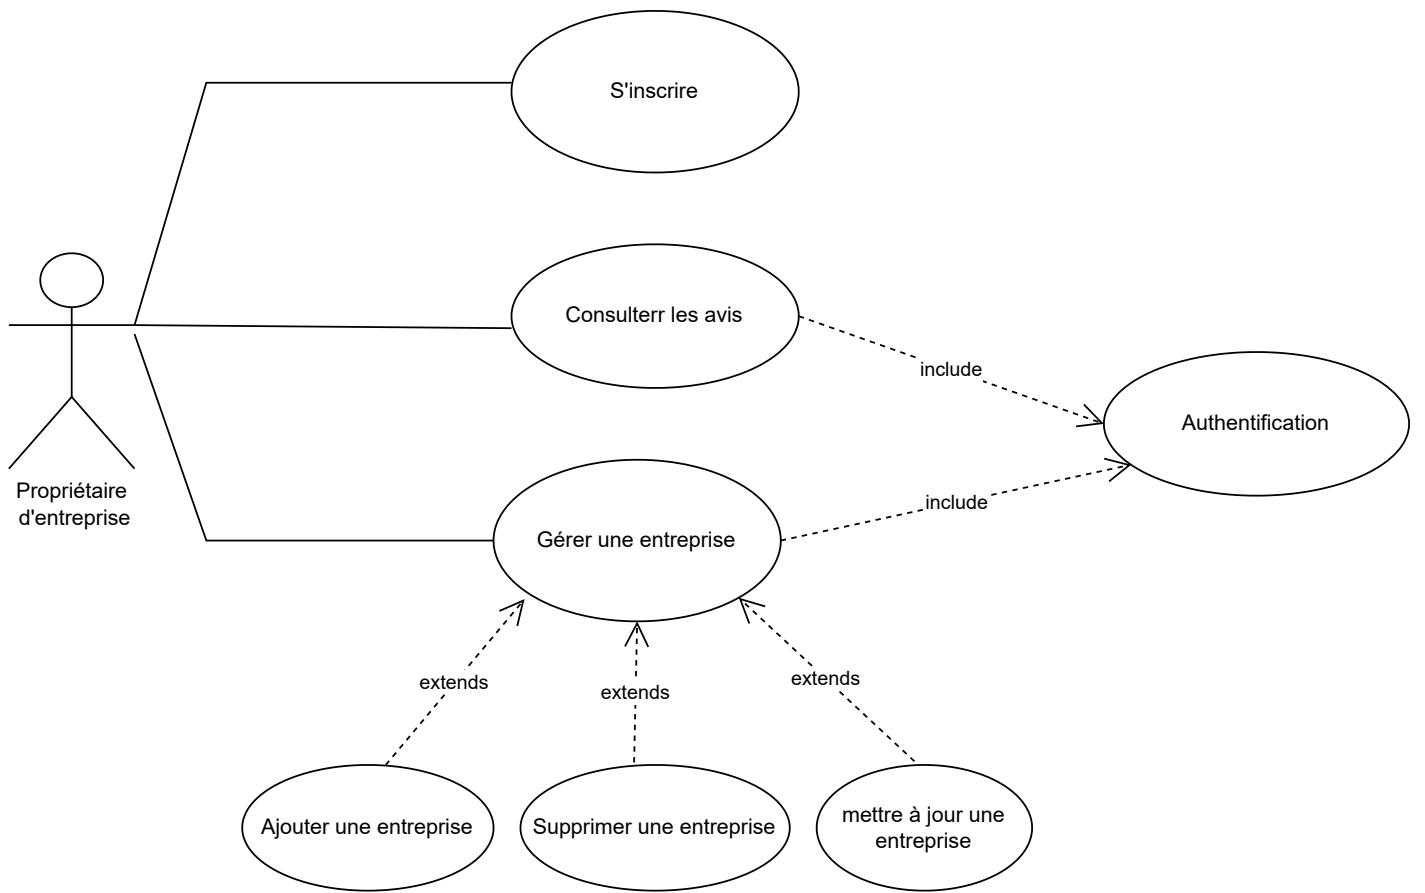 S'inscrire
Consulterr les avis
include
Authentification
Propriétaire
d'entreprise
include
Gérer une entreprise
extends
extends
extends
Ajouter une entreprise
Supprimer une entreprise
mettre à jour une
entreprise